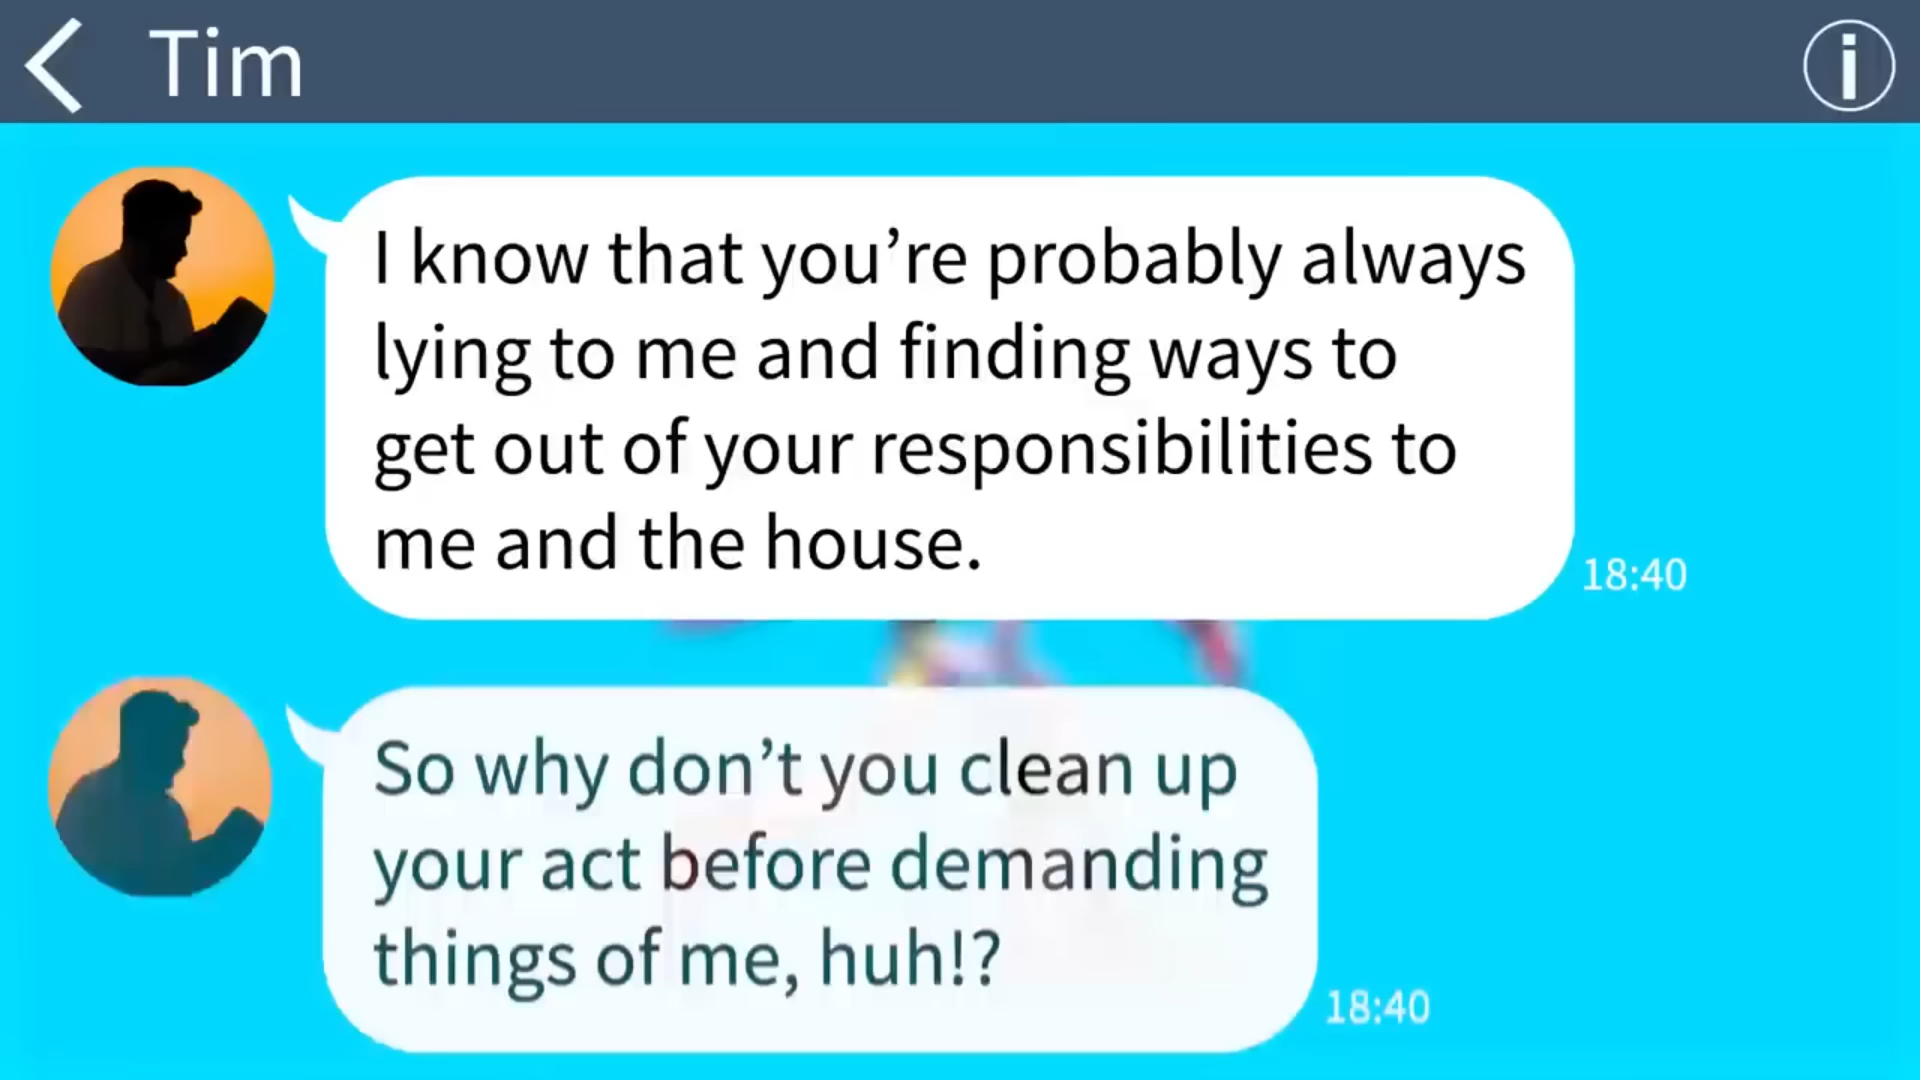 Tim
I know that you’re probably always
lying to me and finding ways to
get out of your responsibilities to
me and the house.
18:40
So why don’t you clean up
your act before demanding
things of me, huh!?
18:40